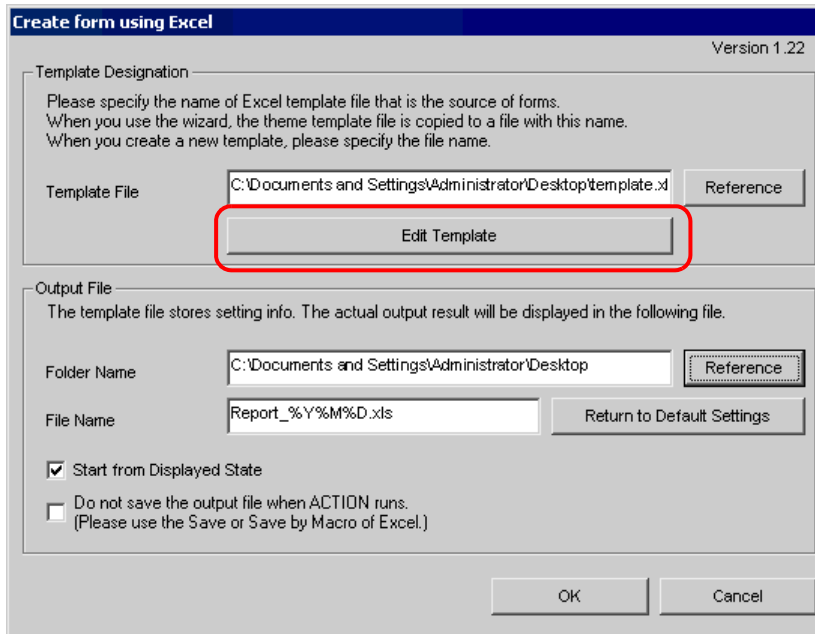 Create form using Excel
Version 1.22
Template Designation
Please specify the name of Excel template file that is the source of forms.
When you use the wizard, the theme template file is copied to a file with this name.
When you create a new template, please specify the file name.
Template File
C:\Documents and Settings\Administrator\Desktop\template.xl
Reference
Edit Template
Output File
The template file stores setting info. The actual output result will be displayed in the following file.
Folder Name
C:\Documents and Settings\Administrator\Desktop
Reference
File Name
Report_%Y%M%D.xls
Return to Default Settings
Start from Displayed State
Do not save the output file when ACTION runs.
(Please use the Save or Save by Macro of Excel.)
OK
Cancel